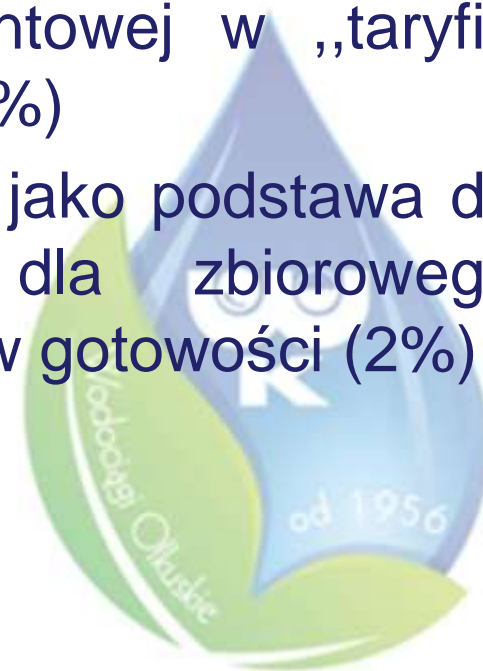 ntowej w ,,taryfi
%)
jako podstawa d
dla zbioroweg
w gotowości (2%)
Wodociągi Olkuskie
od 1956